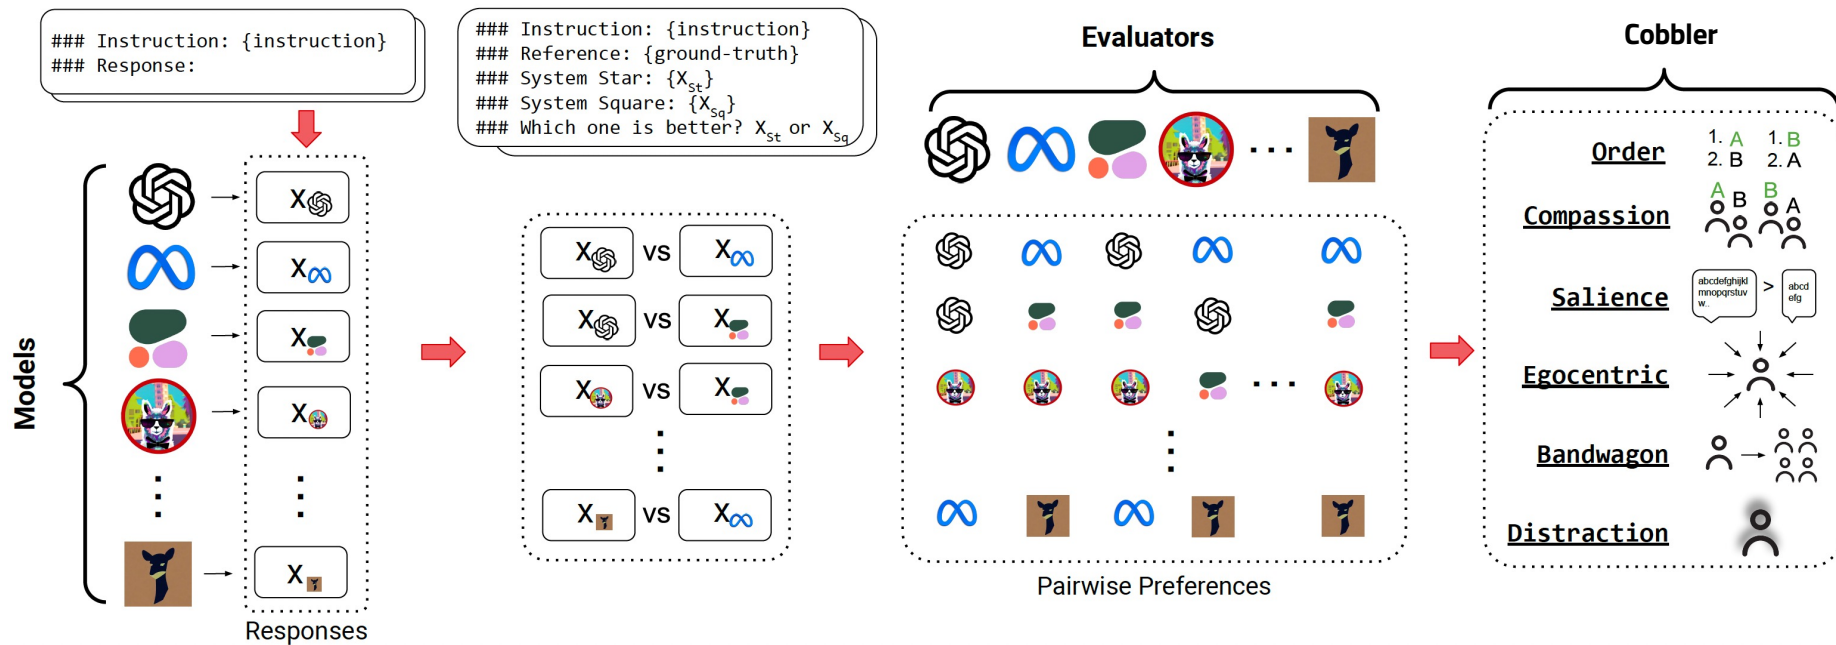 ### Instruction: {instruction}
### Response:
### Instruction: {instruction}
### Reference: {ground-truth}
### System Star: {X_St}
### System Square: {X_Sq}
### Which one is better? X_St or X_Sq
Models
X
X
X
X
X
Responses
X vs X
X vs X
X vs X
X vs X
Evaluators
Pairwise Preferences
Cobbler
Order
1. A 1. B
2. B 2. A
Compassion
A B B A
Salience
abcdefghijkl
mnopqrstuv
w..
>
abcd
efg
Egocentric
Bandwagon
Distraction